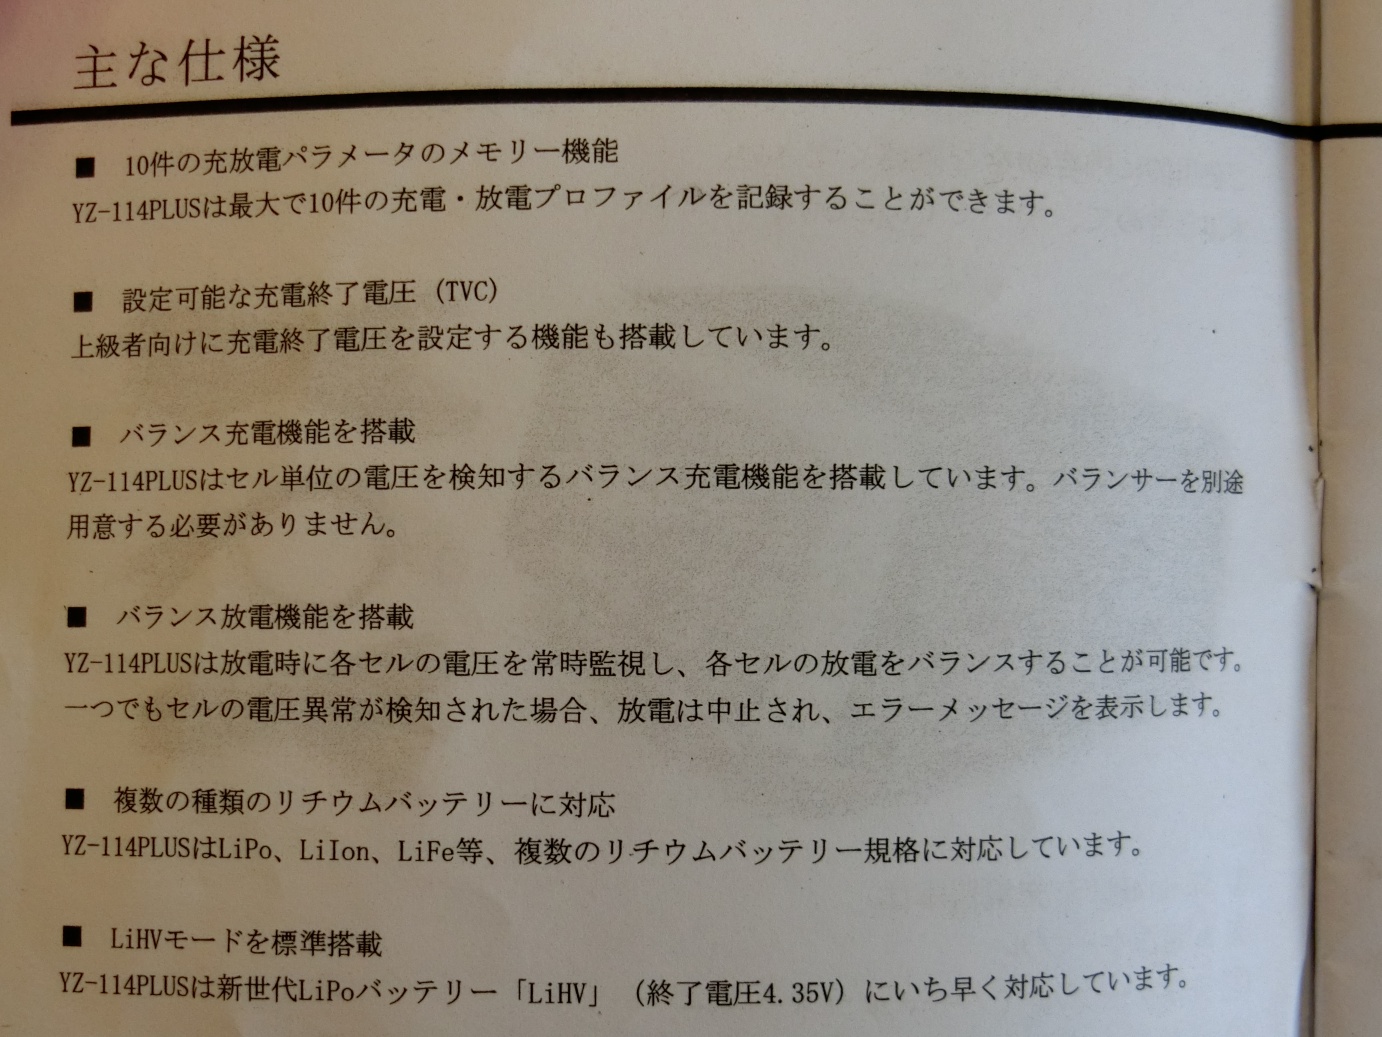 主な仕様
■ 10件の充放電パラメータのメモリー機能
YZ-114PLUSは最大で10件の充電・放電プロファイルを記録することができます。
■ 設定可能な充電終了電圧 (TVC)
上級者向けに充電終了電圧を設定する機能も搭載しています。
■ バランス充電機能を搭載
YZ-114PLUSはセル単位の電圧を検知するバランス充電機能を搭載しています。バランサーを別途
用意する必要がありません。
■ バランス放電機能を搭載
YZ-114PLUSは放電時に各セルの電圧を常時監視し、各セルの放電をバランスすることが可能です。
一つでもセルの電圧異常が検知された場合、放電は中止され、エラーメッセージを表示します。
■ 複数の種類のリチウムバッテリーに対応
YZ-114PLUSはLiPo、LiIon、LiFe等、複数のリチウムバッテリー規格に対応しています。
■ LiHVモードを標準搭載
YZ-114PLUSは新世代LiPoバッテリー「LiHV」（終了電圧4.35V）にいち早く対応しています。